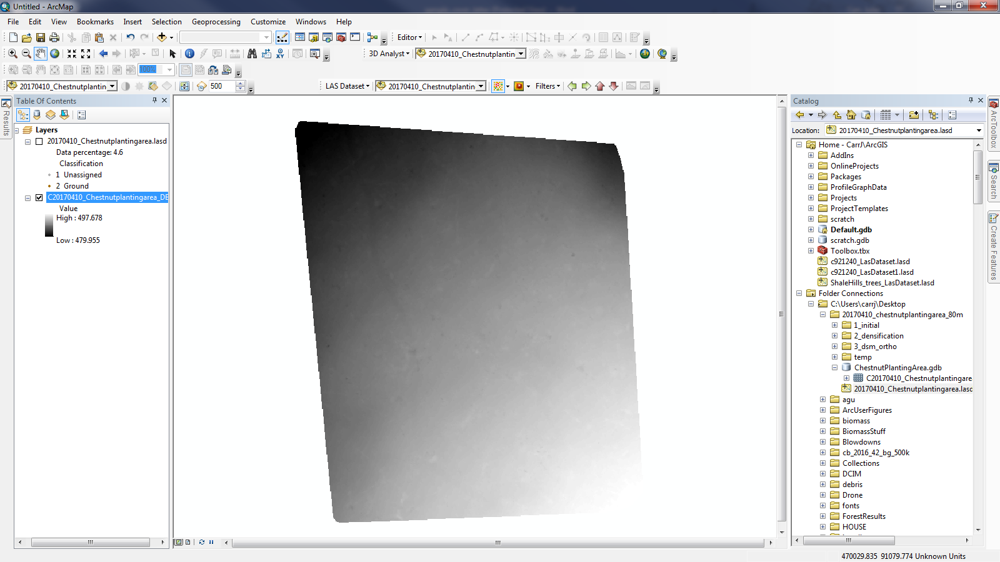 Untitled - ArcMap
File Edit View Bookmarks Insert Selection Geoprocessing Customize Windows Help
Editor
3D Analyst 20170410_Chestnutplantin
100%
20170410_Chestnutplantin 500 LAS Dataset 20170410_Chestnutplanting Filters
Results
Table Of Contents
Layers
20170410_Chestnutplantingarea.lasd
Data percentage: 4.6
Classification
1 Unassigned
2 Ground
C20170410_Chestnutplantingarea_DE
Value
High : 497.678
Low : 479.955
Catalog
Location: 20170410_Chestnutplantingarea.lasd
Home - CarrJ\ArcGIS
AddIns
OnlineProjects
Packages
ProfileGraphData
Projects
ProjectTemplates
scratch
Default.gdb
scratch.gdb
Toolbox.tbx
c921240_LasDataset.lasd
c921240_LasDataset1.lasd
ShaleHills_trees_LasDataset.lasd
Folder Connections
C:\Users\carrj\Desktop
20170410_chestnutplantingarea_80m
1_initial
2_densification
3_dsm_ortho
temp
ChestnutPlantingArea.gdb
C20170410_Chestnutplantingare
20170410_Chestnutplantingarea.lasd
agu
ArcUserFigures
biomass
BiomassStuff
Blowdowns
cb_2016_42_bg_500k
Collections
DCIM
debris
Drone
fonts
ForestResults
HOUSE
ArcToolbox
Search
Create Features
470029.835 91079.774 Unknown Units